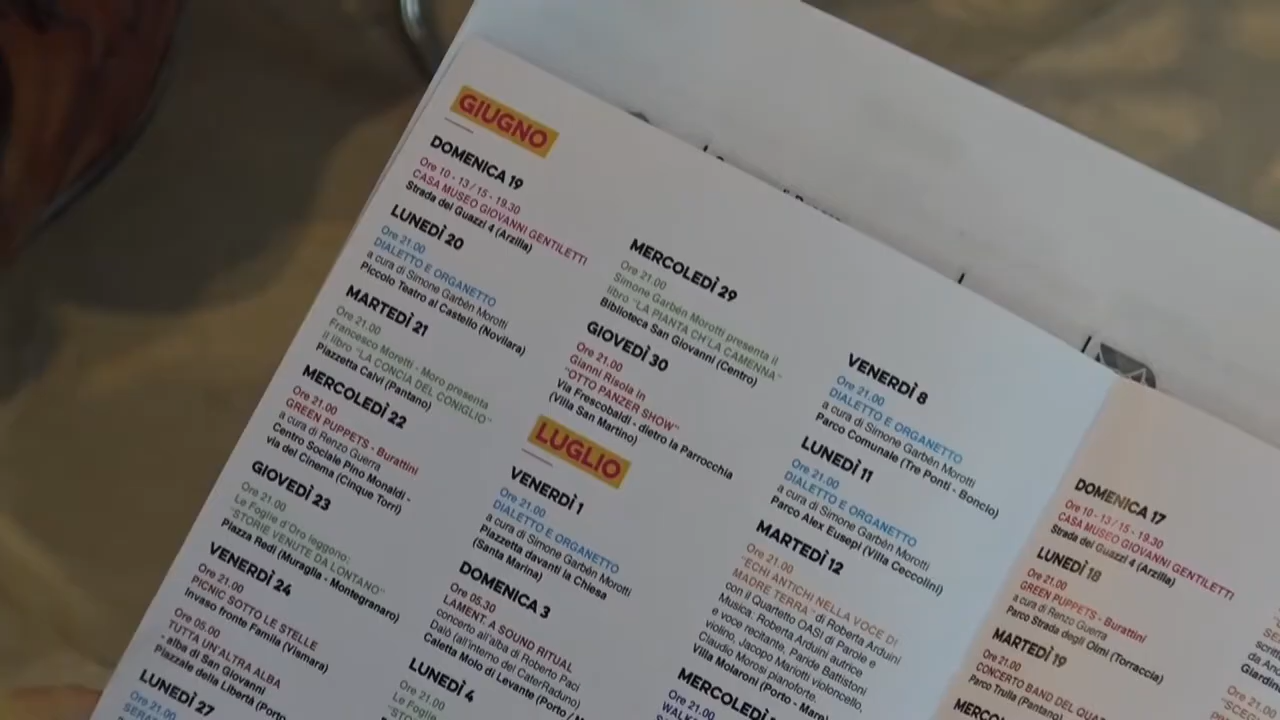 GIUGNO
DOMENICA 19
Ore 10 - 13 / 15 - 19.30
CASA MUSEO GIOVANNI GENTILETTI
Strada dei Guazzi 4 (Arzilla)
LUNEDÌ 20
Ore 21.00
DIALETTO E ORGANETTO
a cura di Simone Garbén Morotti
Piccolo Teatro al Castello (Novilara)
MARTEDÌ 21
Ore 21.00
Francesco Moretti - Moro presenta
il libro "LA CONCIA DEL CONIGLIO"
Piazzetta Calvi (Pantano)
MERCOLEDÌ 22
Ore 21.00
GREEN PUPPETS - Burattini
a cura di Renzo Guerra
Centro Sociale Pino Monaldi -
via del Cinema (Cinque Torri)
GIOVEDÌ 23
Ore 21.00
Le Foglie d'Oro leggono:
"STORIE VENUTE DA LONTANO"
Piazza Redi (Muraglia - Montegranaro)
VENERDÌ 24
Ore 21.00
PICNIC SOTTO LE STELLE
Invaso fronte Famila (Vismara)
Ore 05.00
TUTTA UN'ALTRA ALBA
- alba di San Giovanni
Piazzale della Libertà (Porto
LUNEDÌ 27
Ore 21.00
MERCOLEDÌ 29
Ore 21.00
Simone Garbén Morotti presenta il
libro "LA PIANTA CH'LA CAMENNA"
Biblioteca San Giovanni (Centro)
GIOVEDÌ 30
Ore 21.00
Gianni Risola in
"OTTO PANZER SHOW"
Via Frescobaldi - dietro la Parrocchia
(Villa San Martino)
LUGLIO
VENERDÌ 1
Ore 21.00
DIALETTO E ORGANETTO
a cura di Simone Garbén Morotti
Piazzetta davanti la Chiesa
(Santa Marina)
DOMENICA 3
Ore 05.30
LAMENT. A SOUND RITUAL
concerto all'alba di Roberto Paci
Dalò (all'interno del CaterRaduno)
Caletta Molo di Levante (Porto /
LUNEDÌ 4
Ore 21.00
Le Foglie
VENERDÌ 8
Ore 21.00
DIALETTO E ORGANETTO
a cura di Simone Garbén Morotti
Parco Comunale (Tre Ponti - Boncio)
LUNEDÌ 11
Ore 21.00
DIALETTO E ORGANETTO
a cura di Simone Garbén Morotti
Parco Alex Eusepi (Villa Ceccolini)
MARTEDÌ 12
Ore 21.00
"ECHI ANTICHI NELLA VOCE DI
MADRE TERRA" di Roberta Arduini
con il Quartetto OASI di Parole e
Musica, Roberta Arduini autrice
e voce recitante, Paride Battistoni
violino, Jacopo Mariotti violoncello,
Claudio Morosi pianoforte.
Villa Molaroni (Porto -
DOMENICA 17
Ore 10 - 13 / 15 - 19.30
CASA MUSEO GIOVANNI GENTILETTI
Strada dei Guazzi 4 (Arzilla)
LUNEDÌ 18
Ore 21.00
GREEN PUPPETS - Burattini
a cura di Renzo Guerra
Parco Strada degli Olmi (Torraccia)
MARTEDÌ 19
Ore 21.00
CONCERTO BAND DEL
Parco Trulla (Pantano)